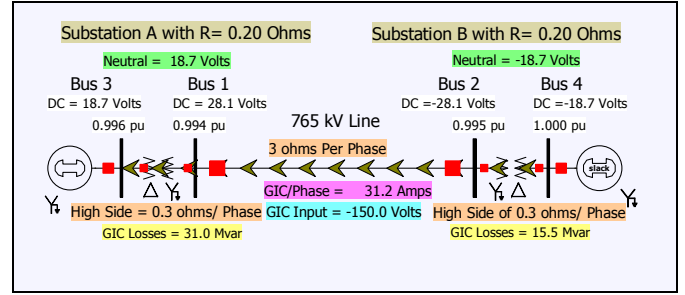 Substation A with R= 0.20 Ohms
Substation B with R= 0.20 Ohms
Neutral = 18.7 Volts
Neutral = -18.7 Volts
Bus 3
Bus 1
Bus 2
Bus 4
DC = 18.7 Volts
DC = 28.1 Volts
DC =-28.1 Volts
DC =-18.7 Volts
0.996 pu
0.994 pu
765 kV Line
0.995 pu
1.000 pu
3 ohms Per Phase
slack
GIC/Phase = 31.2 Amps
High Side = 0.3 ohms/ Phase
GIC Input = -150.0 Volts
High Side of 0.3 ohms/ Phase
GIC Losses = 31.0 Mvar
GIC Losses = 15.5 Mvar